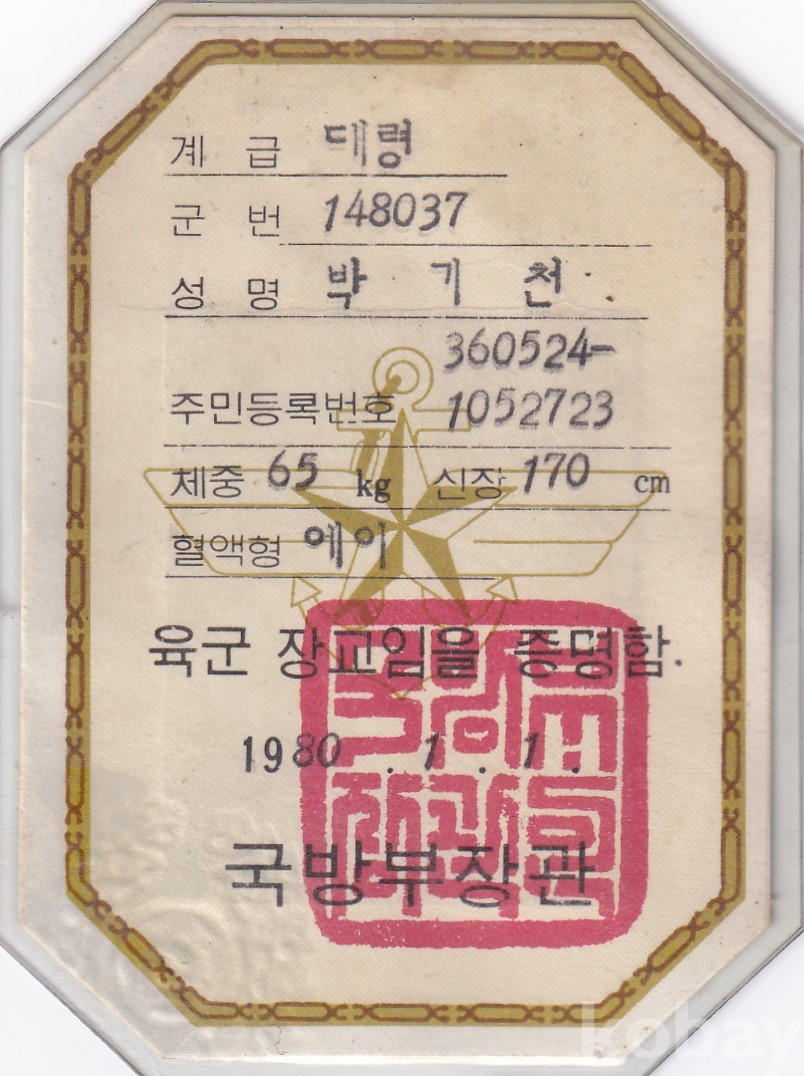 계 급 대령
군 번 148037
성 명 박 기 천
360524-
주민등록번호 1052723
체중 65 kg 신장 170 cm
혈액형 에이
육군 장교임을 증명함.
1980 . 1 . 1 .
국방부장관
kobay